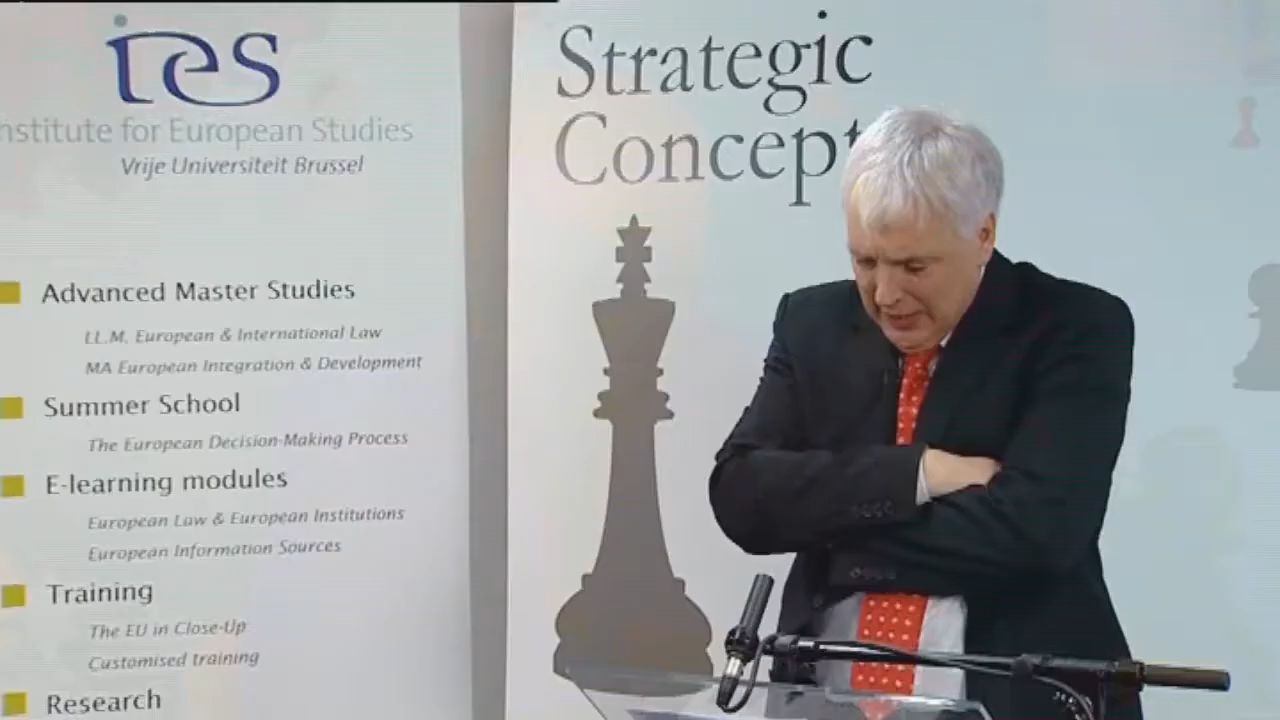 ies
nstitute for European Studies
Vrije Universiteit Brussel
Advanced Master Studies
LL.M. European & International Law
MA European Integration & Development
Summer School
The European Decision-Making Process
E-learning modules
European Law & European Institutions
European Information Sources
Training
The EU in Close-Up
Customised training
Research
Strategic
Concept